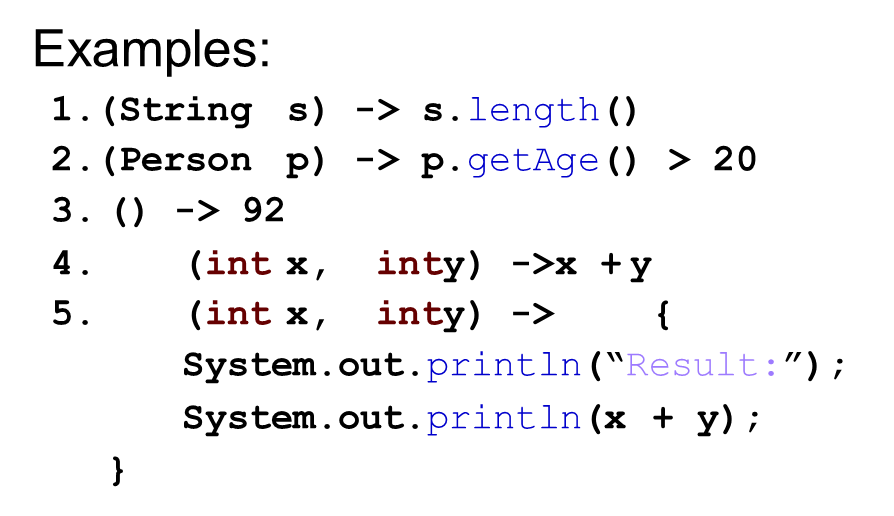 Examples:
1. (String s) -> s.length()
2. (Person p) -> p.getAge() > 20
3. () -> 92
4. (int x, inty) ->x + y
5. (int x, inty) -> {
System.out.println(“Result:”);
System.out.println(x + y);
}